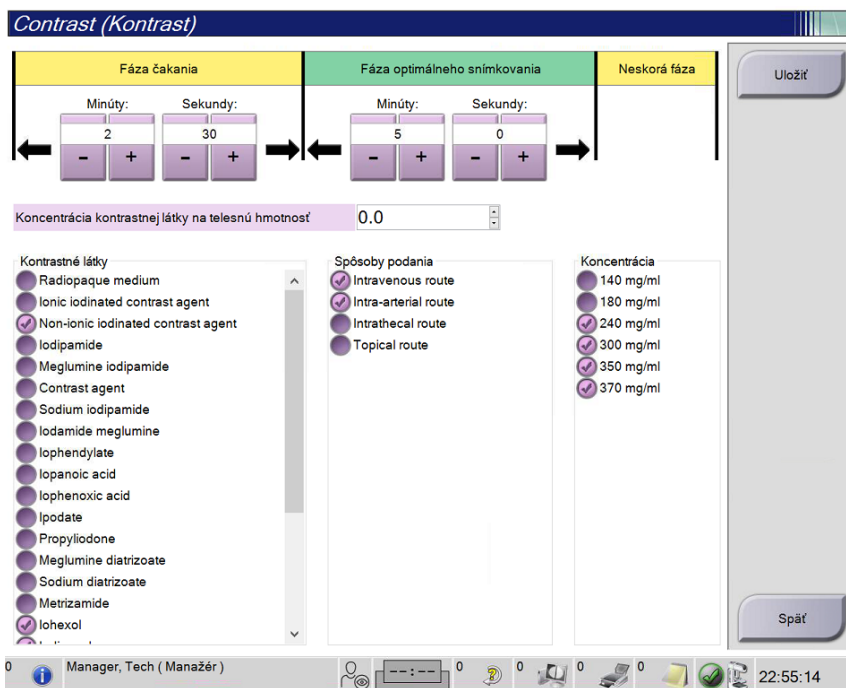 Contrast (Kontrast)
Fáza čakania
Fáza optimálneho snímkovania
Neskorá fáza
Uložiť
Minúty:
Sekundy:
Minúty:
Sekundy:
2
30
5
0
- +
- +
- +
- +
Koncentrácia kontrastnej látky na telesnú hmotnosť
0.0
Kontrastné látky
Radiopaque medium
Ionic iodinated contrast agent
Non-ionic iodinated contrast agent
Iodipamide
Meglumine iodipamide
Contrast agent
Sodium iodipamide
Iodamide meglumine
Iophendylate
Iopanoic acid
Iophenoxic acid
Ipodate
Propyliodone
Meglumine diatrizoate
Sodium diatrizoate
Metrizamide
Iohexol
Spôsoby podania
Intravenous route
Intra-arterial route
Intrathecal route
Topical route
Koncentrácia
140 mg/ml
180 mg/ml
240 mg/ml
300 mg/ml
350 mg/ml
370 mg/ml
Späť
0
Manager, Tech ( Manažér )
--:--
0
0
0
0
22:55:14